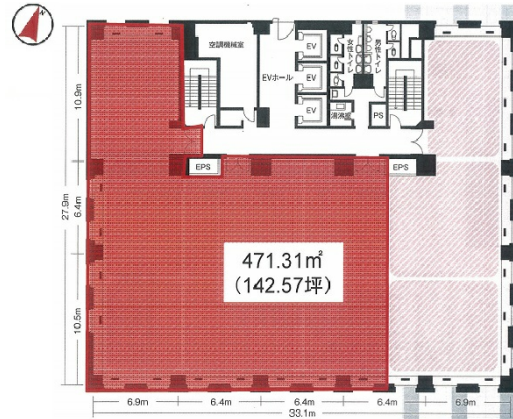 N
空調機械室
EVホール
EV
EV
EV
女性トイレ
男性トイレ
湯沸室
PS
EPS
EPS
10.9m
27.9m
6.4m
10.5m
471.31㎡
(142.57坪)
6.9m
6.4m
6.4m
6.4m
6.9m
33.1m